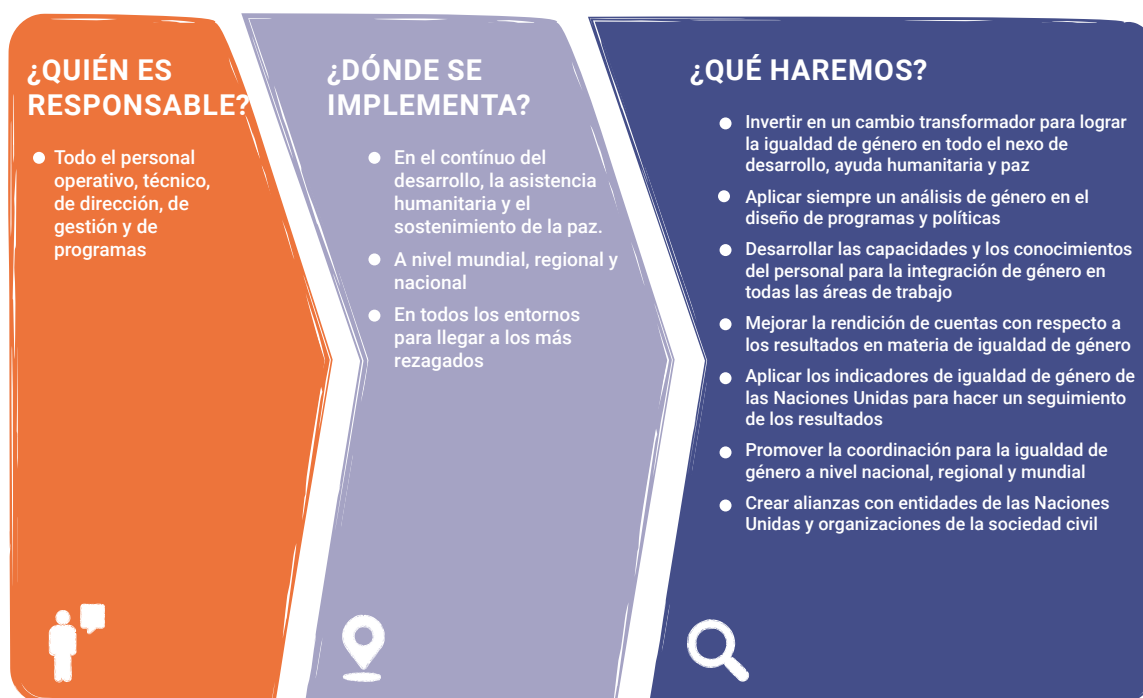 ¿QUIÉN ES
RESPONSABLE?
● Todo el personal
operativo, técnico,
de dirección, de
gestión y de
programas
¿DÓNDE SE
IMPLEMENTA?
● En el contínuo del
desarrollo, la asistencia
humanitaria y el
sostenimiento de la paz.
● A nivel mundial, regional y
nacional
● En todos los entornos
para llegar a los más
rezagados
¿QUÉ HAREMOS?
● Invertir en un cambio transformador para lograr
la igualdad de género en todo el nexo de
desarrollo, ayuda humanitaria y paz
● Aplicar siempre un análisis de género en el
diseño de programas y políticas
● Desarrollar las capacidades y los conocimientos
del personal para la integración de género en
todas las áreas de trabajo
● Mejorar la rendición de cuentas con respecto a
los resultados en materia de igualdad de género
● Aplicar los indicadores de igualdad de género de
las Naciones Unidas para hacer un seguimiento
de los resultados
● Promover la coordinación para la igualdad de
género a nivel nacional, regional y mundial
● Crear alianzas con entidades de las Naciones
Unidas y organizaciones de la sociedad civil